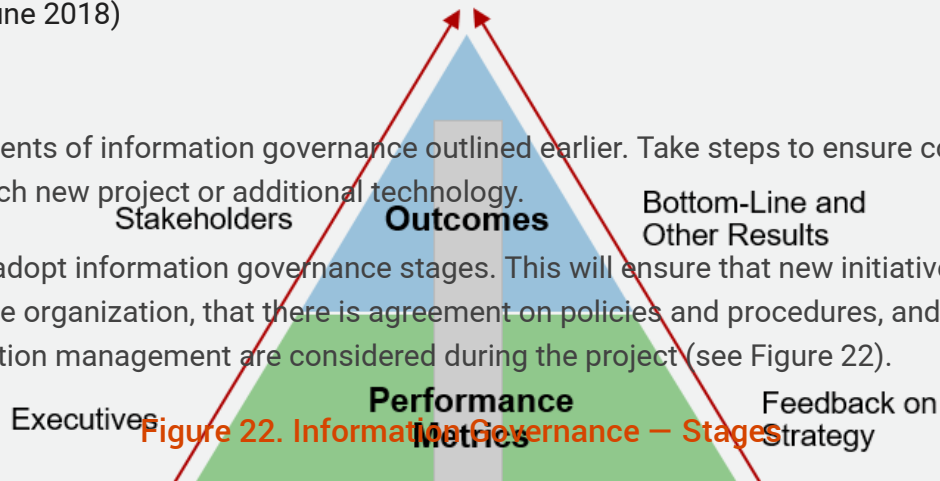 une 2018)
ents of information governance outlined earlier. Take steps to ensure co
ch new project or additional technology.
Stakeholders
Outcomes
Bottom-Line and
Other Results
adopt information governance stages. This will ensure that new initiative
e organization, that there is agreement on policies and procedures, and
tion management are considered during the project (see Figure 22).
Executives
Performance
Metrics
Feedback on
Strategy
Figure 22. Information Governance — Stages